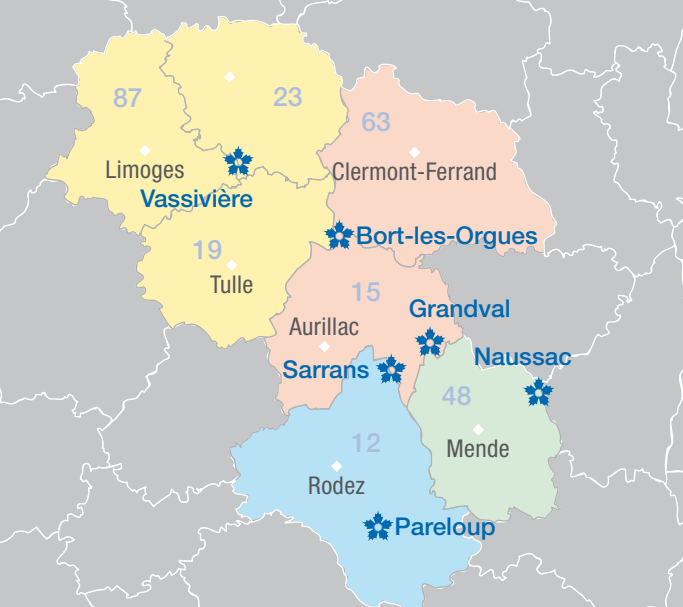 87
23
63
Limoges
Clermont-Ferrand
Vassivière
Bort-les-Orgues
19
Tulle
15
Grandval
Aurillac
Naussac
Sarrans
48
12
Mende
Rodez
Pareloup